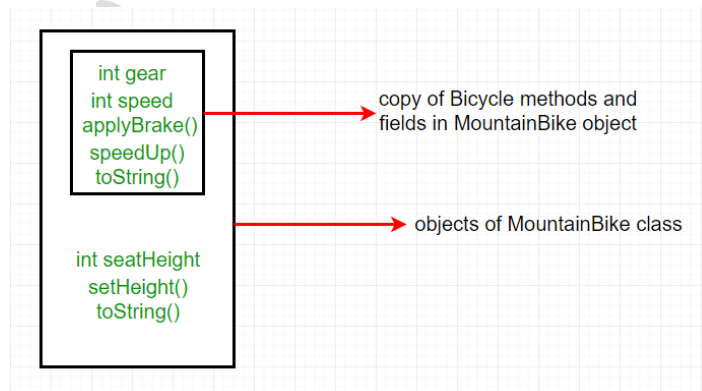 int gear
int speed
applyBrake()
speedUp()
toString()
copy of Bicycle methods and
fields in MountainBike object
objects of MountainBike class
int seatHeight
setHeight()
toString()